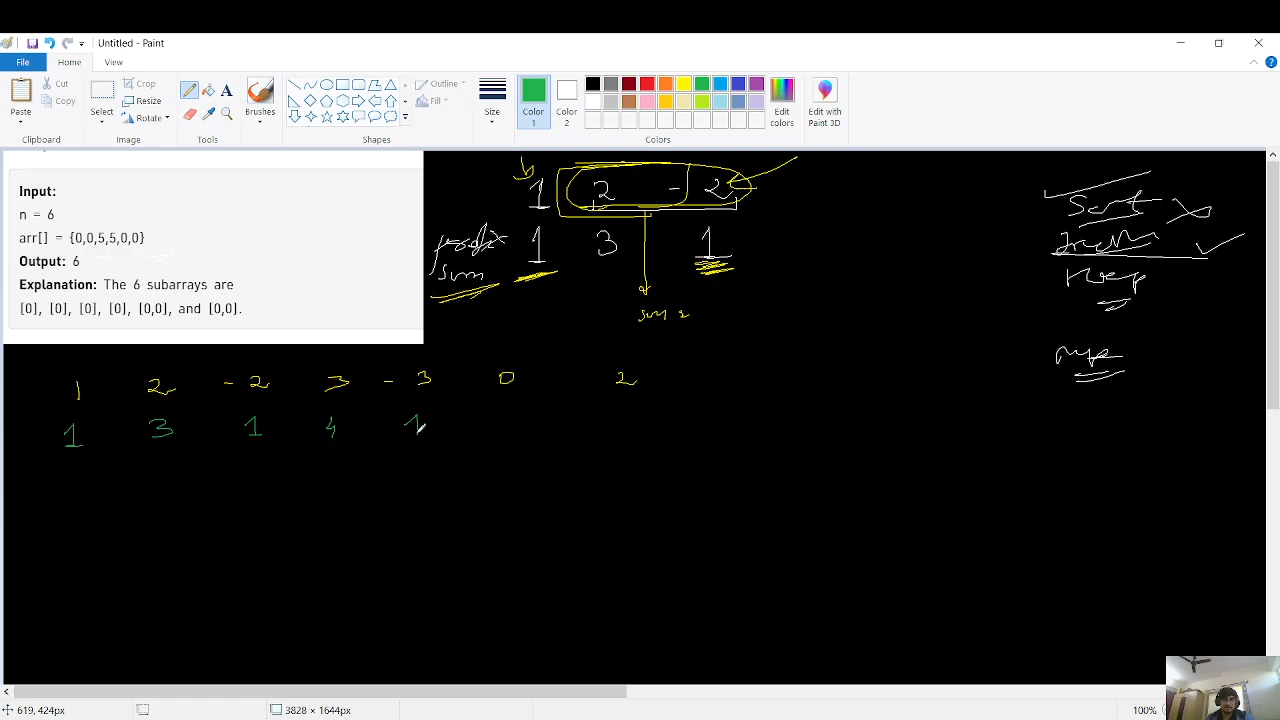 Untitled - Paint
File Home View
Paste Cut Copy Select Crop Resize Rotate Brushes Outline Fill Size Color 1 Color 2 Edit colors Edit with Paint 3D
Clipboard Image Tools Shapes Colors
Input:
n = 6
arr[] = {0,0,5,5,0,0}
Output: 6
Explanation: The 6 subarrays are
[0], [0], [0], [0], [0,0], and [0,0].
1 2 -2
prefix sum 1 3 1
Sort
map
1 2 -2 3 -3 0 2
1 3 1 4 1
619, 424px 3828 × 1644px 100%